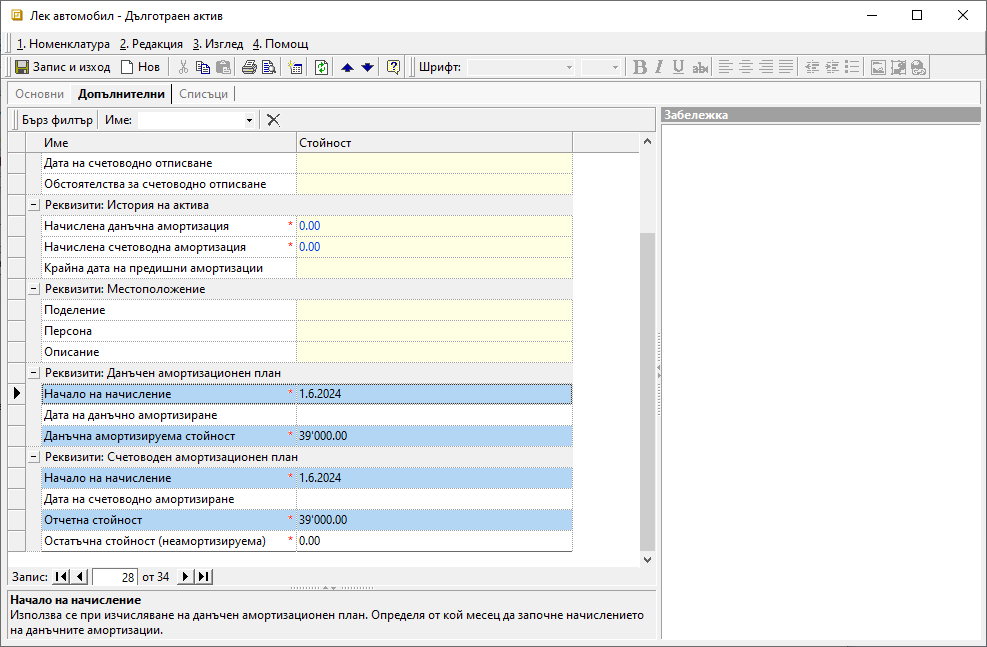 Лек автомобил - Дълготраен актив
1. Номенклатура 2. Редакция 3. Изглед 4. Помощ
Запис и изход Нов Шрифт: B I U abc
Основни Допълнителни Списъци
Бърз филтър Име:
Забележка
Име Стойност
Дата на счетоводно отписване
Обстоятелства за счетоводно отписване
Реквизити: История на актива
Начислена данъчна амортизация * 0.00
Начислена счетоводна амортизация * 0.00
Крайна дата на предишни амортизации
Реквизити: Местоположение
Поделение
Персона
Описание
Реквизити: Данъчен амортизационен план
Начало на начисление * 1.6.2024
Дата на данъчно амортизиране
Данъчна амортизируема стойност * 39'000.00
Реквизити: Счетоводен амортизационен план
Начало на начисление * 1.6.2024
Дата на счетоводно амортизиране
Отчетна стойност * 39'000.00
Остатъчна стойност (неамортизируема) * 0.00
Запис: 28 от 34
Начало на начисление
Използва се при изчисляване на данъчен амортизационен план. Определя от кой месец да започне начислението
на данъчните амортизации.